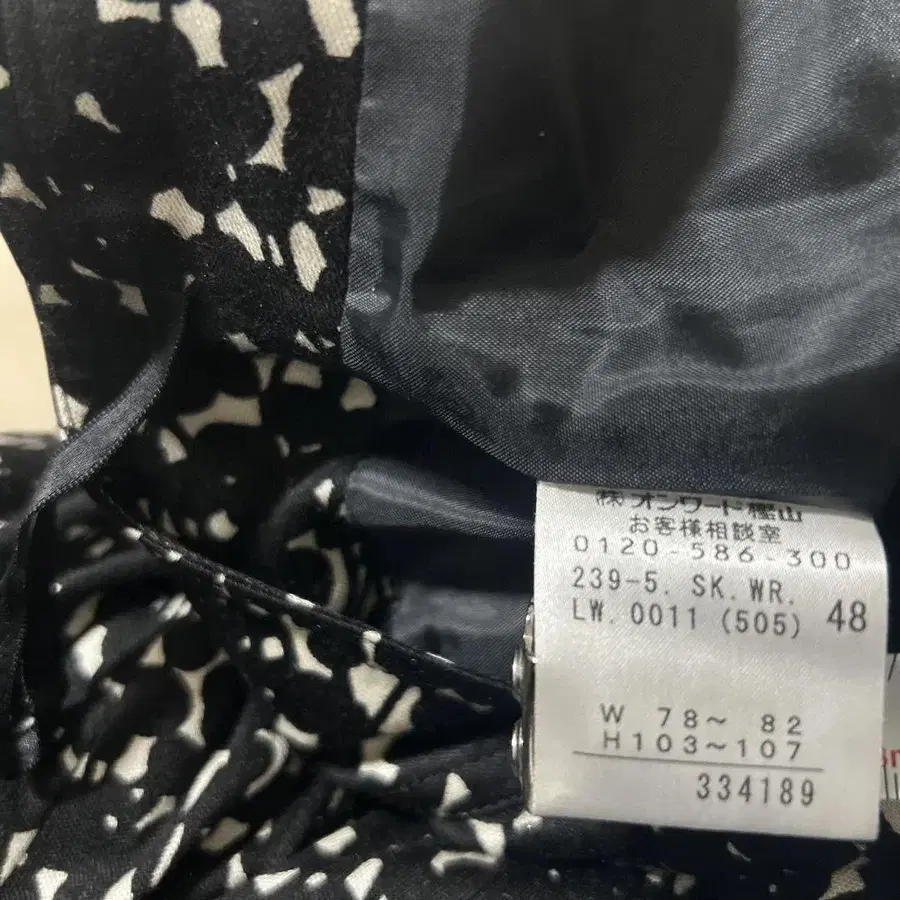 ㈱オンワード樫山
お客様相談室
0120-586-300
239-5. SK. WR.
LW. 0011 (505) 48
W 78～ 82
H103～107
334189